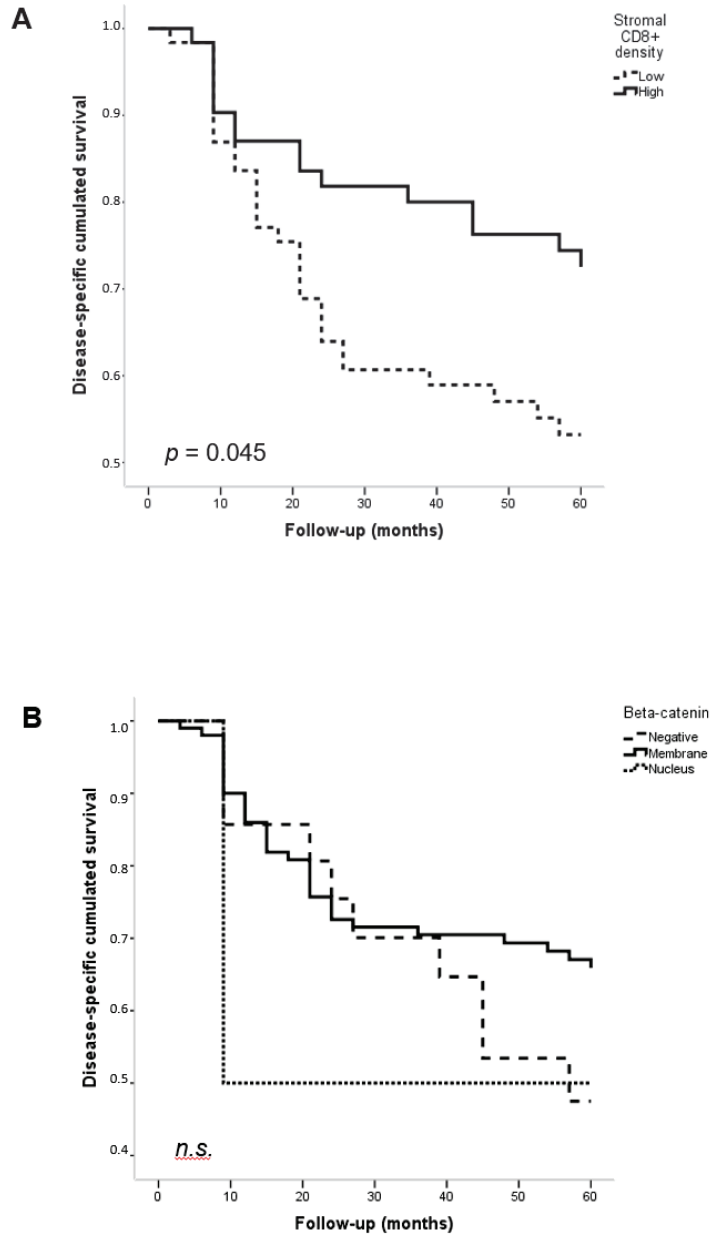 A
Stromal
CD8+
density
Low
High
Disease-specific cumulated survival
1.0
0.9
0.8
0.7
0.6
0.5
p = 0.045
0 10 20 30 40 50 60
Follow-up (months)
B
Beta-catenin
Negative
Membrane
Nucleus
Disease-specific cumulated survival
1.0
0.9
0.8
0.7
0.6
0.5
0.4
n.s.
0 10 20 30 40 50 60
Follow-up (months)